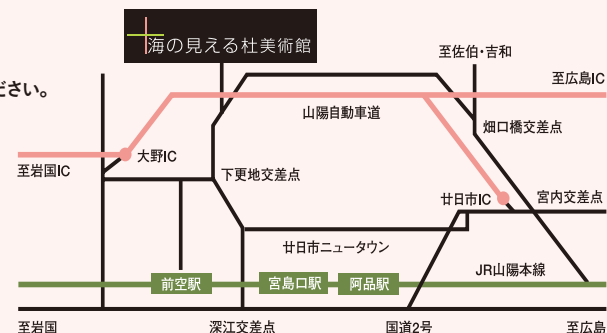 海の見える杜美術館
至佐伯・吉和
ださい。
至広島IC
山陽自動車道
畑口橋交差点
大野IC
至岩国IC
下更地交差点
廿日市IC
宮内交差点
廿日市ニュータウン
JR山陽本線
前空駅
宮島口駅
阿品駅
至岩国
深江交差点
国道2号
至広島